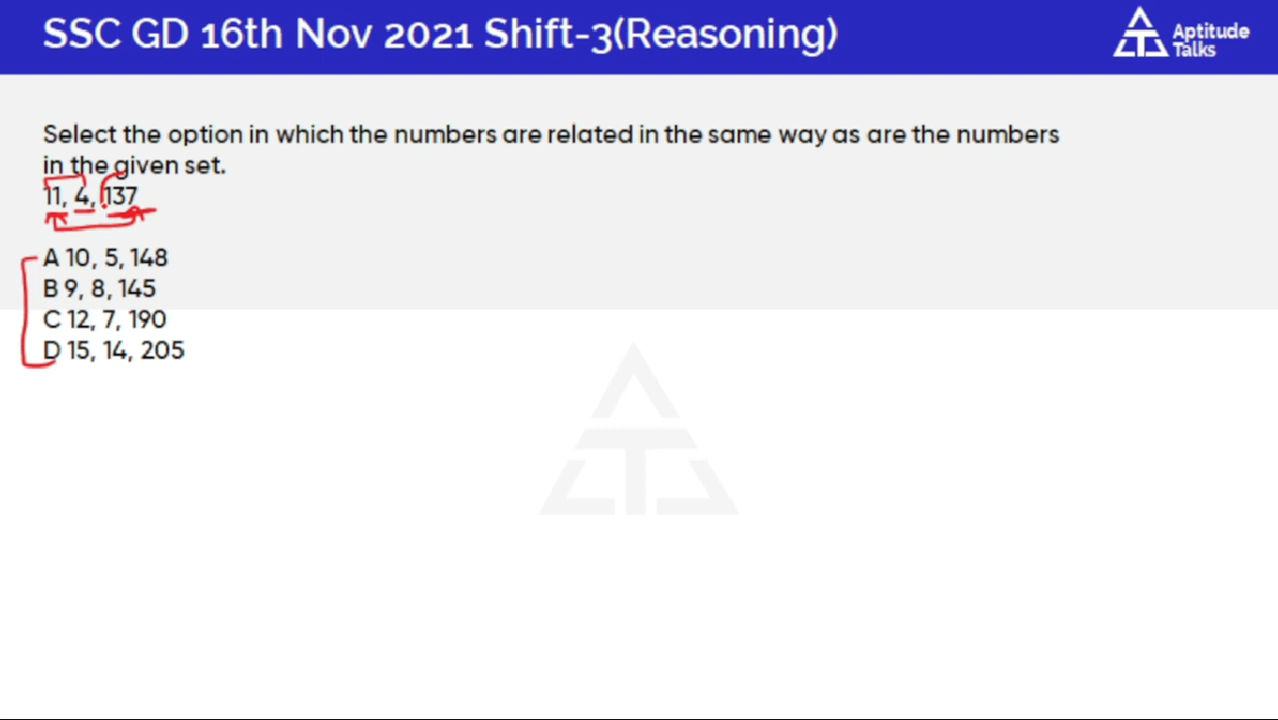 SSC GD 16th Nov 2021 Shift-3(Reasoning)
Aptitude
Talks
Select the option in which the numbers are related in the same way as are the numbers
in the given set.
11, 4, 137
A 10, 5, 148
B 9, 8, 145
C 12, 7, 190
D 15, 14, 205